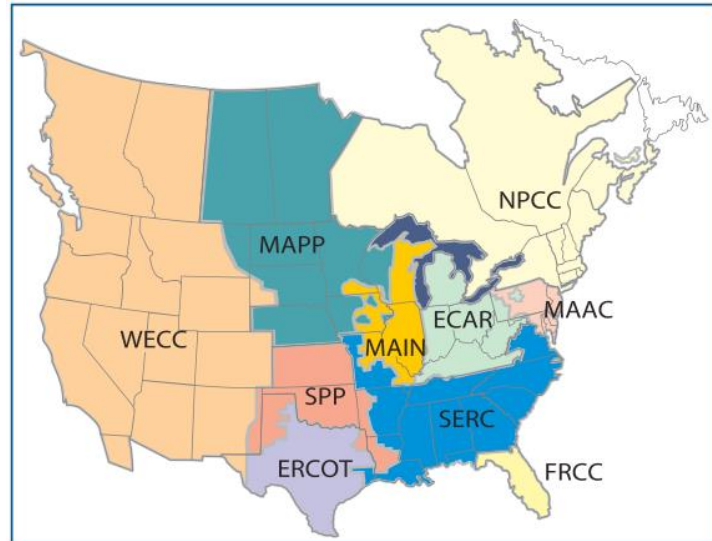 NPCC
MAPP
MAAC
ECAR
WECC
MAIN
SPP
SERC
ERCOT
FRCC